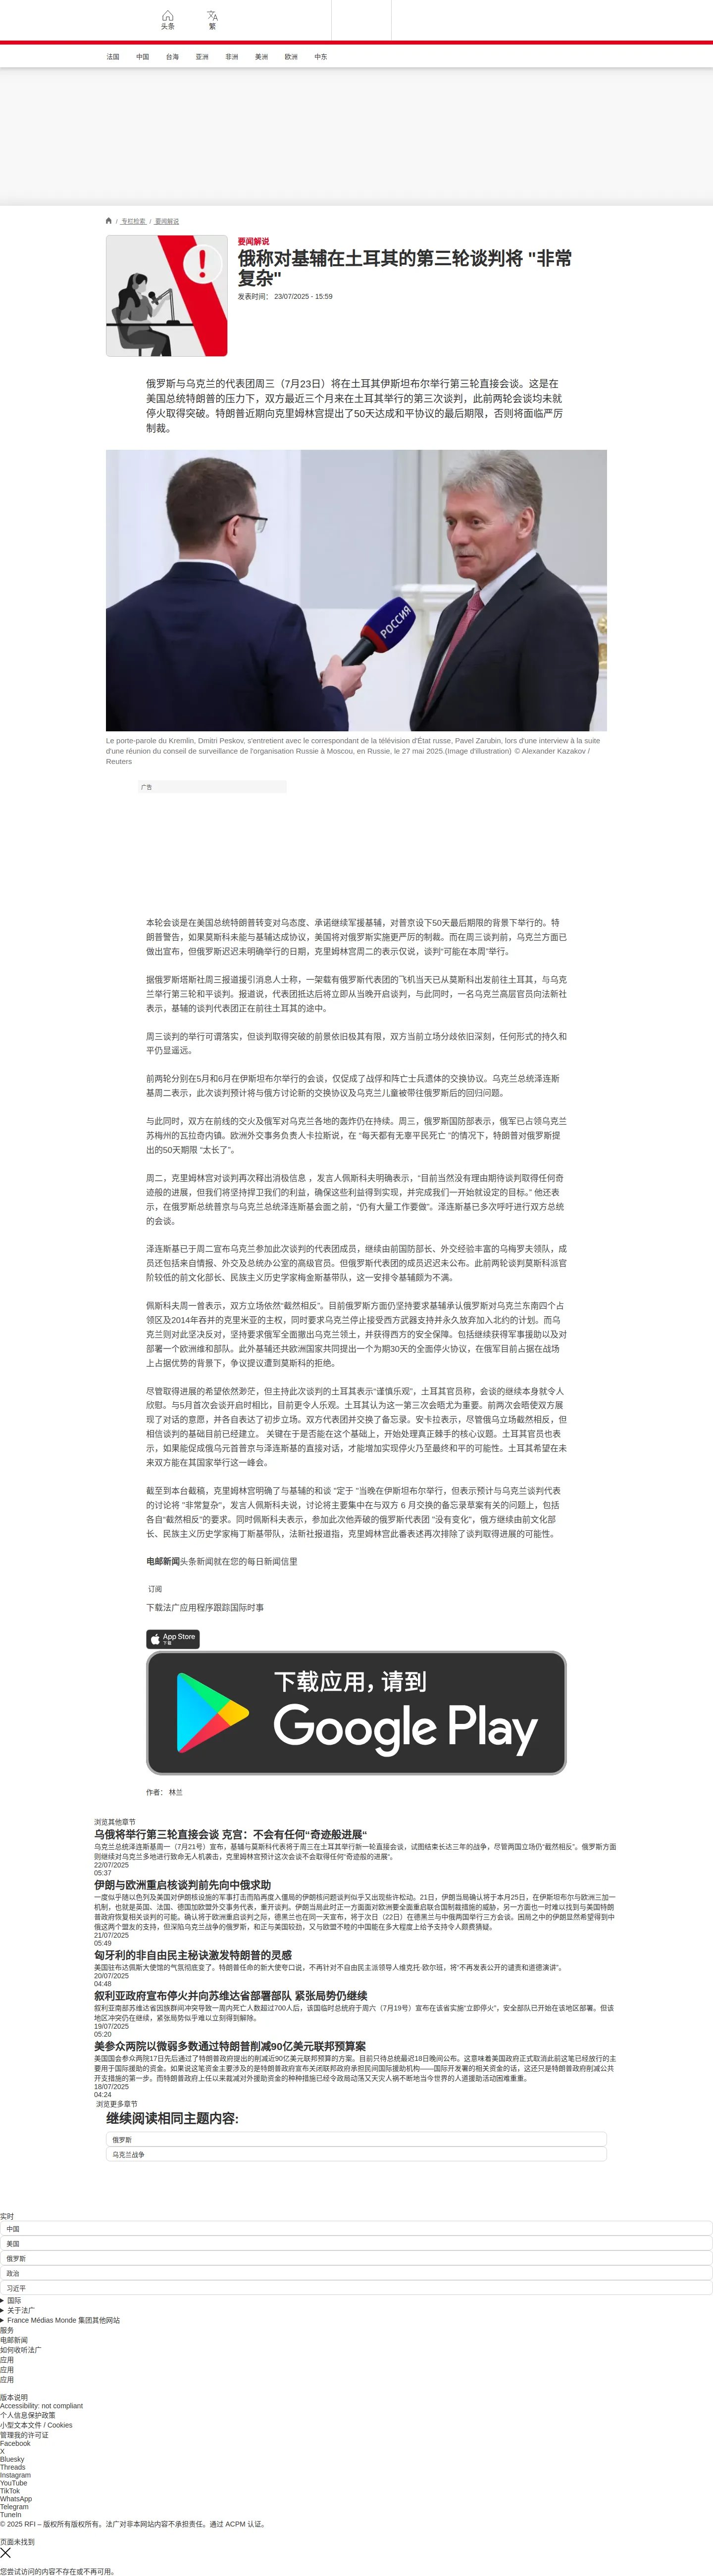 头条
繁
法国
中国
台海
亚洲
非洲
美洲
欧洲
中东
/ 专栏检索 / 要闻解说
要闻解说
俄称对基辅在土耳其的第三轮谈判将 "非常
复杂"
发表时间： 23/07/2025 - 15:59
俄罗斯与乌克兰的代表团周三（7月23日）将在土耳其伊斯坦布尔举行第三轮直接会谈。这是在
美国总统特朗普的压力下，双方最近三个月来在土耳其举行的第三次谈判，此前两轮会谈均未就
停火取得突破。特朗普近期向克里姆林宫提出了50天达成和平协议的最后期限，否则将面临严厉
制裁。
РОССИЯ
Le porte-parole du Kremlin, Dmitri Peskov, s'entretient avec le correspondant de la télévision d'État russe, Pavel Zarubin, lors d'une interview à la suite
d'une réunion du conseil de surveillance de l'organisation Russie à Moscou, en Russie, le 27 mai 2025.(Image d'illustration) © Alexander Kazakov /
Reuters
广告
本轮会谈是在美国总统特朗普转变对乌态度、承诺继续军援基辅，对普京设下50天最后期限的背景下举行的。特
朗普警告，如果莫斯科未能与基辅达成协议，美国将对俄罗斯实施更严厉的制裁。而在周三谈判前，乌克兰方面已
做出宣布，但俄罗斯迟迟未明确举行的日期，克里姆林宫周二的表示仅说，谈判“可能在本周”举行。
据俄罗斯塔斯社周三报道援引消息人士称，一架载有俄罗斯代表团的飞机当天已从莫斯科出发前往土耳其，与乌克
兰举行第三轮和平谈判。报道说，代表团抵达后将立即从当晚开启谈判，与此同时，一名乌克兰高层官员向法新社
表示，基辅的谈判代表团正在前往土耳其的途中。
周三谈判的举行可谓落实，但谈判取得突破的前景依旧极其有限，双方当前立场分歧依旧深刻，任何形式的持久和
平仍显遥远。
前两轮分别在5月和6月在伊斯坦布尔举行的会谈，仅促成了战俘和阵亡士兵遗体的交换协议。乌克兰总统泽连斯
基周二表示，此次谈判预计将与俄方讨论新的交换协议及乌克兰儿童被带往俄罗斯后的回归问题。
与此同时，双方在前线的交火及俄军对乌克兰各地的轰炸仍在持续。周三，俄罗斯国防部表示，俄军已占领乌克兰
苏梅州的瓦拉奇内镇。欧洲外交事务负责人卡拉斯说，在 “每天都有无辜平民死亡 ”的情况下，特朗普对俄罗斯提
出的50天期限 “太长了”。
周二，克里姆林宫对谈判再次释出消极信息 ，发言人佩斯科夫明确表示，“目前当然没有理由期待谈判取得任何奇
迹般的进展，但我们将坚持捍卫我们的利益，确保这些利益得到实现，并完成我们一开始就设定的目标。” 他还表
示，在俄罗斯总统普京与乌克兰总统泽连斯基会面之前，“仍有大量工作要做”。泽连斯基已多次呼吁进行双方总统
的会谈。
泽连斯基已于周二宣布乌克兰参加此次谈判的代表团成员，继续由前国防部长、外交经验丰富的乌梅罗夫领队，成
员还包括来自情报、外交及总统办公室的高级官员。但俄罗斯代表团的成员迟迟未公布。此前两轮谈判莫斯科派官
阶较低的前文化部长、民族主义历史学家梅金斯基带队，这一安排令基辅颇为不满。
佩斯科夫周一曾表示，双方立场依然“截然相反”。目前俄罗斯方面仍坚持要求基辅承认俄罗斯对乌克兰东南四个占
领区及2014年吞并的克里米亚的主权，同时要求乌克兰停止接受西方武器支持并永久放弃加入北约的计划。而乌
克兰则对此坚决反对，坚持要求俄军全面撤出乌克兰领土，并获得西方的安全保障。包括继续获得军事援助以及对
部署一个欧洲维和部队。此外基辅还共欧洲国家共同提出一个为期30天的全面停火协议，在俄军目前占据在战场
上占据优势的背景下，争议提议遭到莫斯科的拒绝。
尽管取得进展的希望依然渺茫，但主持此次谈判的土耳其表示“谨慎乐观”，土耳其官员称，会谈的继续本身就令人
欣慰。与5月首次会谈开启时相比，目前更令人乐观。土耳其认为这一第三次会晤尤为重要。前两次会晤使双方展
现了对话的意愿，并各自表达了初步立场。双方代表团并交换了备忘录。安卡拉表示，尽管俄乌立场截然相反，但
相信谈判的基础目前已经建立。 关键在于是否能在这个基础上，开始处理真正棘手的核心议题。土耳其官员也表
示，如果能促成俄乌元首普京与泽连斯基的直接对话，才能增加实现停火乃至最终和平的可能性。土耳其希望在未
来双方能在其国家举行这一峰会。
截至到本台截稿，克里姆林宫明确了与基辅的和谈 "定于 "当晚在伊斯坦布尔举行，但表示预计与乌克兰谈判代表
的讨论将 "非常复杂"，发言人佩斯科夫说，讨论将主要集中在与双方 6 月交换的备忘录草案有关的问题上，包括
各自“截然相反”的要求。同时佩斯科夫表示，参加此次他弄破的俄罗斯代表团 "没有变化"，俄方继续由前文化部
长、民族主义历史学家梅丁斯基带队，法新社报道指，克里姆林宫此番表述再次排除了谈判取得进展的可能性。
电邮新闻头条新闻就在您的每日新闻信里
订阅
下载法广应用程序跟踪国际时事
App Store
下载
下载应用，请到
Google Play
作者： 林兰
浏览其他章节
乌俄将举行第三轮直接会谈 克宫：不会有任何“奇迹般进展“
乌克兰总统泽连斯基周一（7月21号）宣布，基辅与莫斯科代表将于周三在土耳其举行新一轮直接会谈，试图结束长达三年的战争，尽管两国立场仍“截然相反”。俄罗斯方面
则继续对乌克兰多地进行致命无人机袭击，克里姆林宫预计这次会谈不会取得任何“奇迹般的进展”。
22/07/2025
05:37
伊朗与欧洲重启核谈判前先向中俄求助
一度似乎随以色列及美国对伊朗核设施的军事打击而陷再度入僵局的伊朗核问题谈判似乎又出现些许松动。21日，伊朗当局确认将于本月25日，在伊斯坦布尔与欧洲三加一
机制，也就是英国、法国、德国加欧盟外交事务代表，重开谈判。伊朗当局此时正一方面面对欧洲要全面重启联合国制裁措施的威胁，另一方面也一时难以找到与美国特朗
普政府恢复相关谈判的可能。确认将于欧洲重启谈判之际，德黑兰也在同一天宣布，将于次日（22日）在德黑兰与中俄两国举行三方会谈。困局之中的伊朗显然希望得到中
俄这两个盟友的支持，但深陷乌克兰战争的俄罗斯，和正与美国较劲，又与欧盟不睦的中国能在多大程度上给予支持令人颇费猜疑。
21/07/2025
05:49
匈牙利的非自由民主秘诀激发特朗普的灵感
美国驻布达佩斯大使馆的气氛彻底变了。特朗普任命的新大使夸口说，不再针对不自由民主派领导人维克托·欧尔班，将“不再发表公开的谴责和道德演讲”。
20/07/2025
04:48
叙利亚政府宣布停火并向苏维达省部署部队 紧张局势仍继续
叙利亚南部苏维达省因族群间冲突导致一周内死亡人数超过700人后，该国临时总统府于周六（7月19号）宣布在该省实施“立即停火”，安全部队已开始在该地区部署。但该
地区冲突仍在继续，紧张局势似乎难以立刻得到解除。
19/07/2025
05:20
美参众两院以微弱多数通过特朗普削减90亿美元联邦预算案
美国国会参众两院17日先后通过了特朗普政府提出的削减近90亿美元联邦预算的方案。目前只待总统最迟18日晚间公布。这意味着美国政府正式取消此前这笔已经放行的主
要用于国际援助的资金。如果说这笔资金主要涉及的是特朗普政府宣布关闭联邦政府承担民间国际援助机构——国际开发署的相关资金的话，这还只是特朗普政府削减公共
开支措施的第一步。而特朗普政府上任以来裁减对外援助资金的种种措施已经令政局动荡又天灾人祸不断地当今世界的人道援助活动困难重重。
18/07/2025
04:24
浏览更多章节
继续阅读相同主题内容:
俄罗斯
乌克兰战争
实时
中国
美国
俄罗斯
政治
习近平
国际
关于法广
France Médias Monde 集团其他网站
服务
电邮新闻
如何收听法广
应用
应用
应用
版本说明
Accessibility: not compliant
个人信息保护政策
小型文本文件 / Cookies
管理我的许可证
Facebook
X
Bluesky
Threads
Instagram
YouTube
TikTok
WhatsApp
Telegram
TuneIn
© 2025 RFI – 版权所有版权所有。法广对非本网站内容不承担责任。通过 ACPM 认证。
页面未找到
您尝试访问的内容不存在或不再可用。